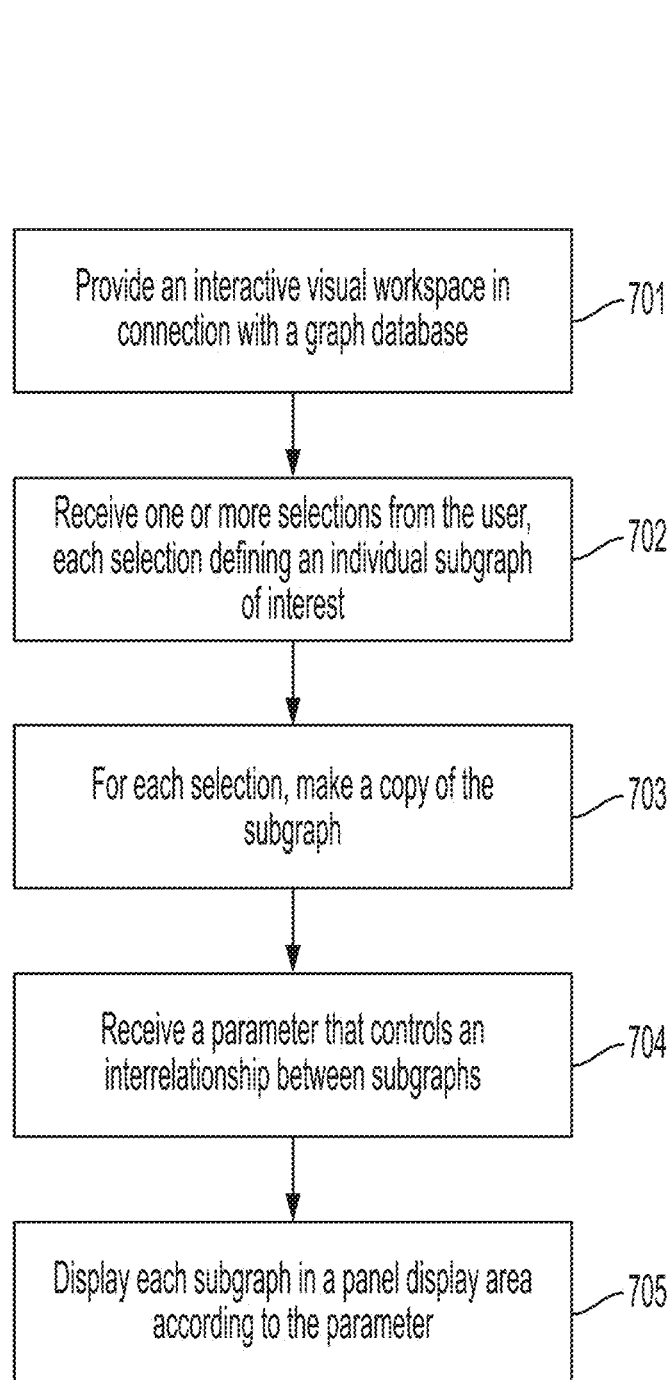 Provide an interactive visual workspace in
connection with a graph database
701
Receive one or more selections from the user,
each selection defining an individual subgraph
of interest
702
For each selection, make a copy of the
subgraph
703
Receive a parameter that controls an
interrelationship between subgraphs
704
Display each subgraph in a panel display area
according to the parameter
705